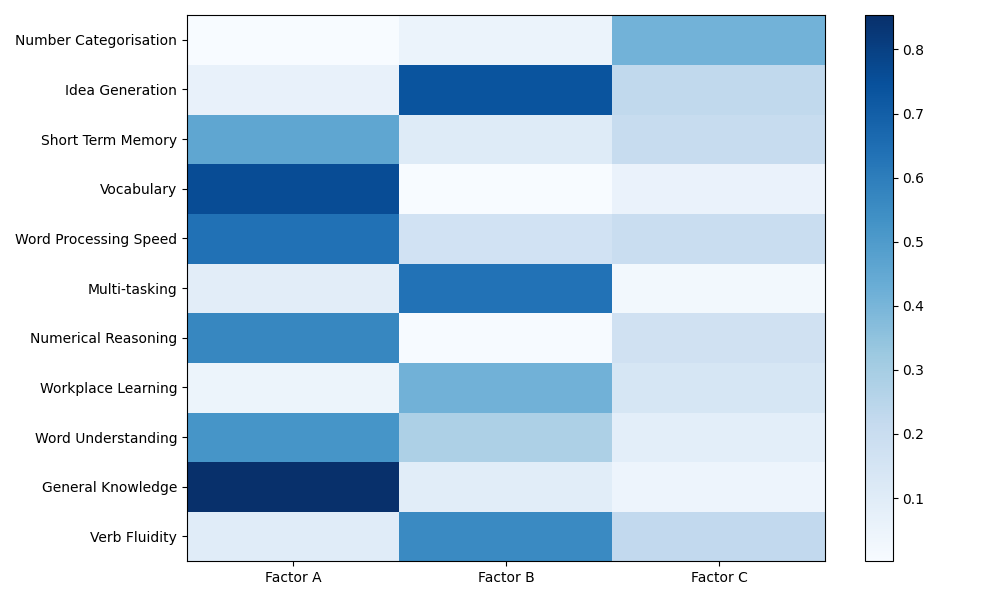 Number Categorisation
Idea Generation
Short Term Memory
Vocabulary
Word Processing Speed
Multi-tasking
Numerical Reasoning
Workplace Learning
Word Understanding
General Knowledge
Verb Fluidity
Factor A Factor B Factor C
0.8
0.7
0.6
0.5
0.4
0.3
0.2
0.1